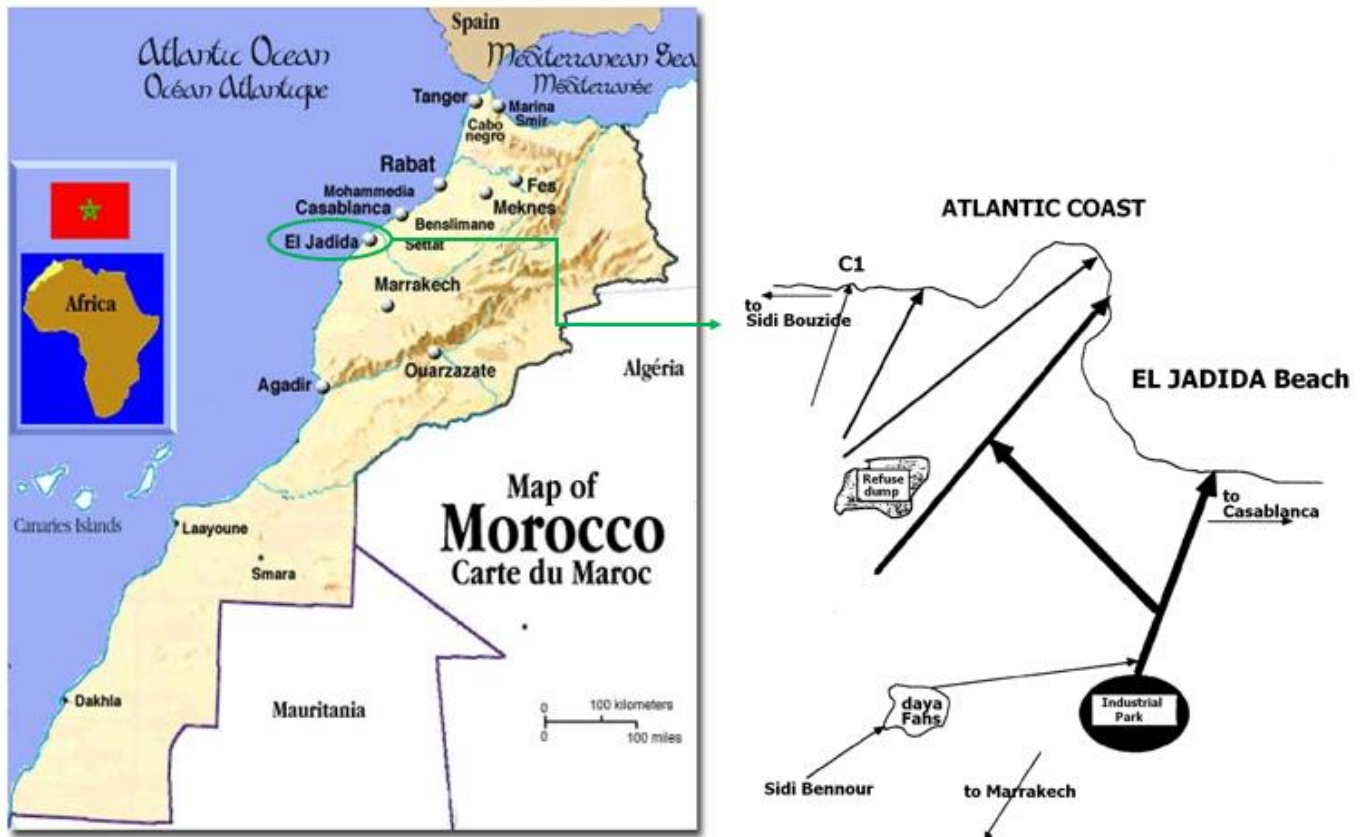 Spain
Atlantic Ocean
Océan Atlantique
Mediterranean Sea
Méditerranée
Tanger
Marina
Smir
Cabo
negro
Rabat
Mohammedia
Fes
Casablanca
Meknes
Benslimane
El Jadida
Settat
Marrakech
Africa
Ouarzazate
Algéria
Agadir
Canaries Islands
Laayoune
Smara
Map of
Morocco
Carte du Maroc
Dakhla
Mauritania
0 100 kilometers
0 100 miles
ATLANTIC COAST
C1
to
Sidi Bouzide
EL JADIDA Beach
Refuse
dump
to
Casablanca
daya
Fahs
Industrial
Park
Sidi Bennour
to Marrakech